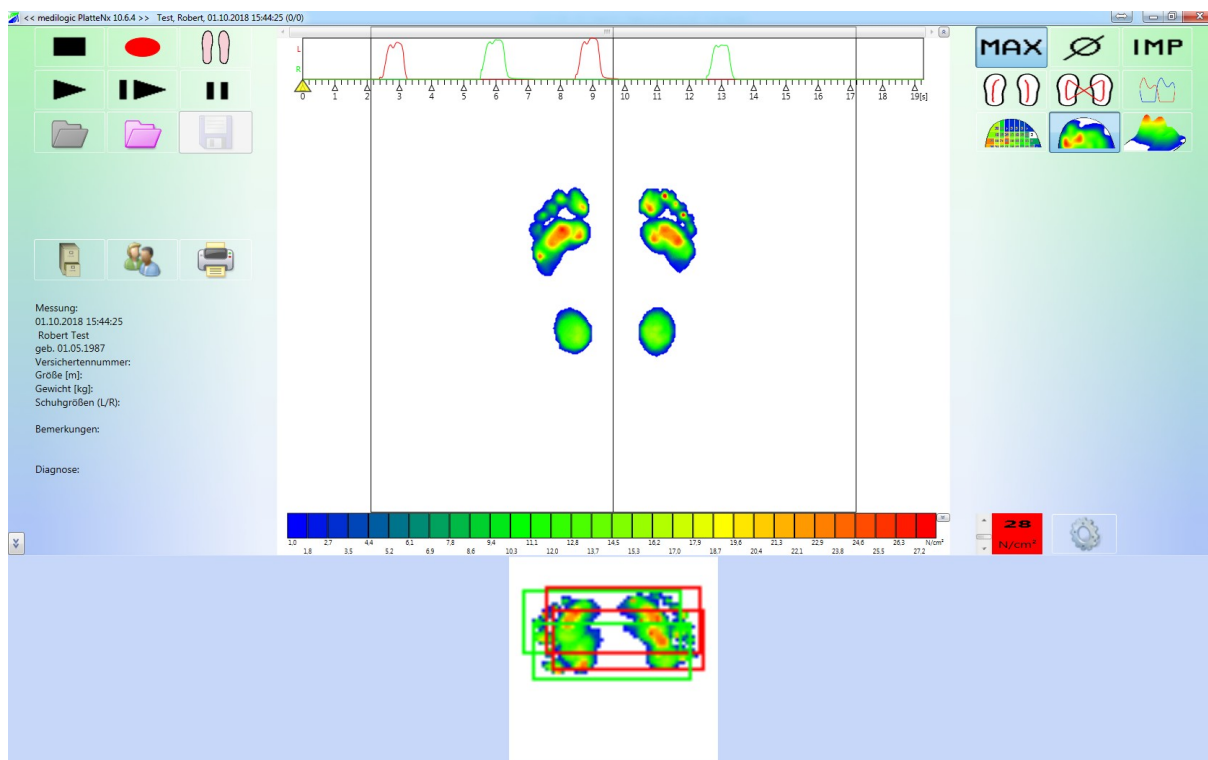 << medilogic PlatteNx 10.6.4 >> Test, Robert, 01.10.2018 15:44:25 (0/0)
L
R
0 1 2 3 4 5 6 7 8 9 10 11 12 13 14 15 16 17 18 19[s]
MAX Ø IMP
Messung:
01.10.2018 15:44:25
Robert Test
geb. 01.05.1987
Versichertennummer:
Größe [m]:
Gewicht [kg]:
Schuhgrößen (L/R):
Bemerkungen:
Diagnose:
1,0 2,7 4,4 6,1 7,8 9,4 11,1 12,8 14,5 16,2 17,9 19,6 21,3 22,9 24,6 26,3 N/cm²
1,8 3,5 5,2 6,9 8,6 10,3 12,0 13,7 15,3 17,0 18,7 20,4 22,1 23,8 25,5 27,2
28
N/cm²